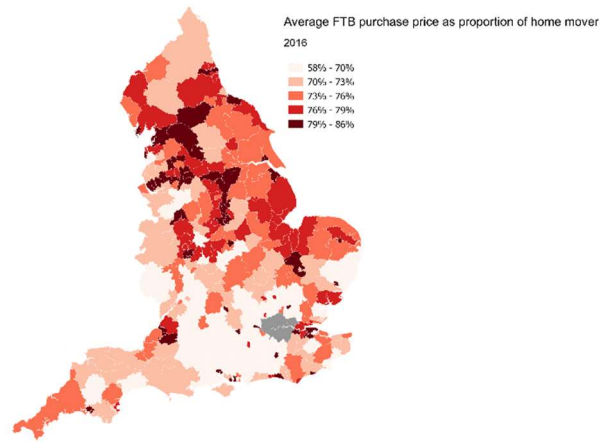 Average FTB purchase price as proportion of home mover
2016
58% - 70%
70% - 73%
73% - 76%
76% - 79%
79% - 86%